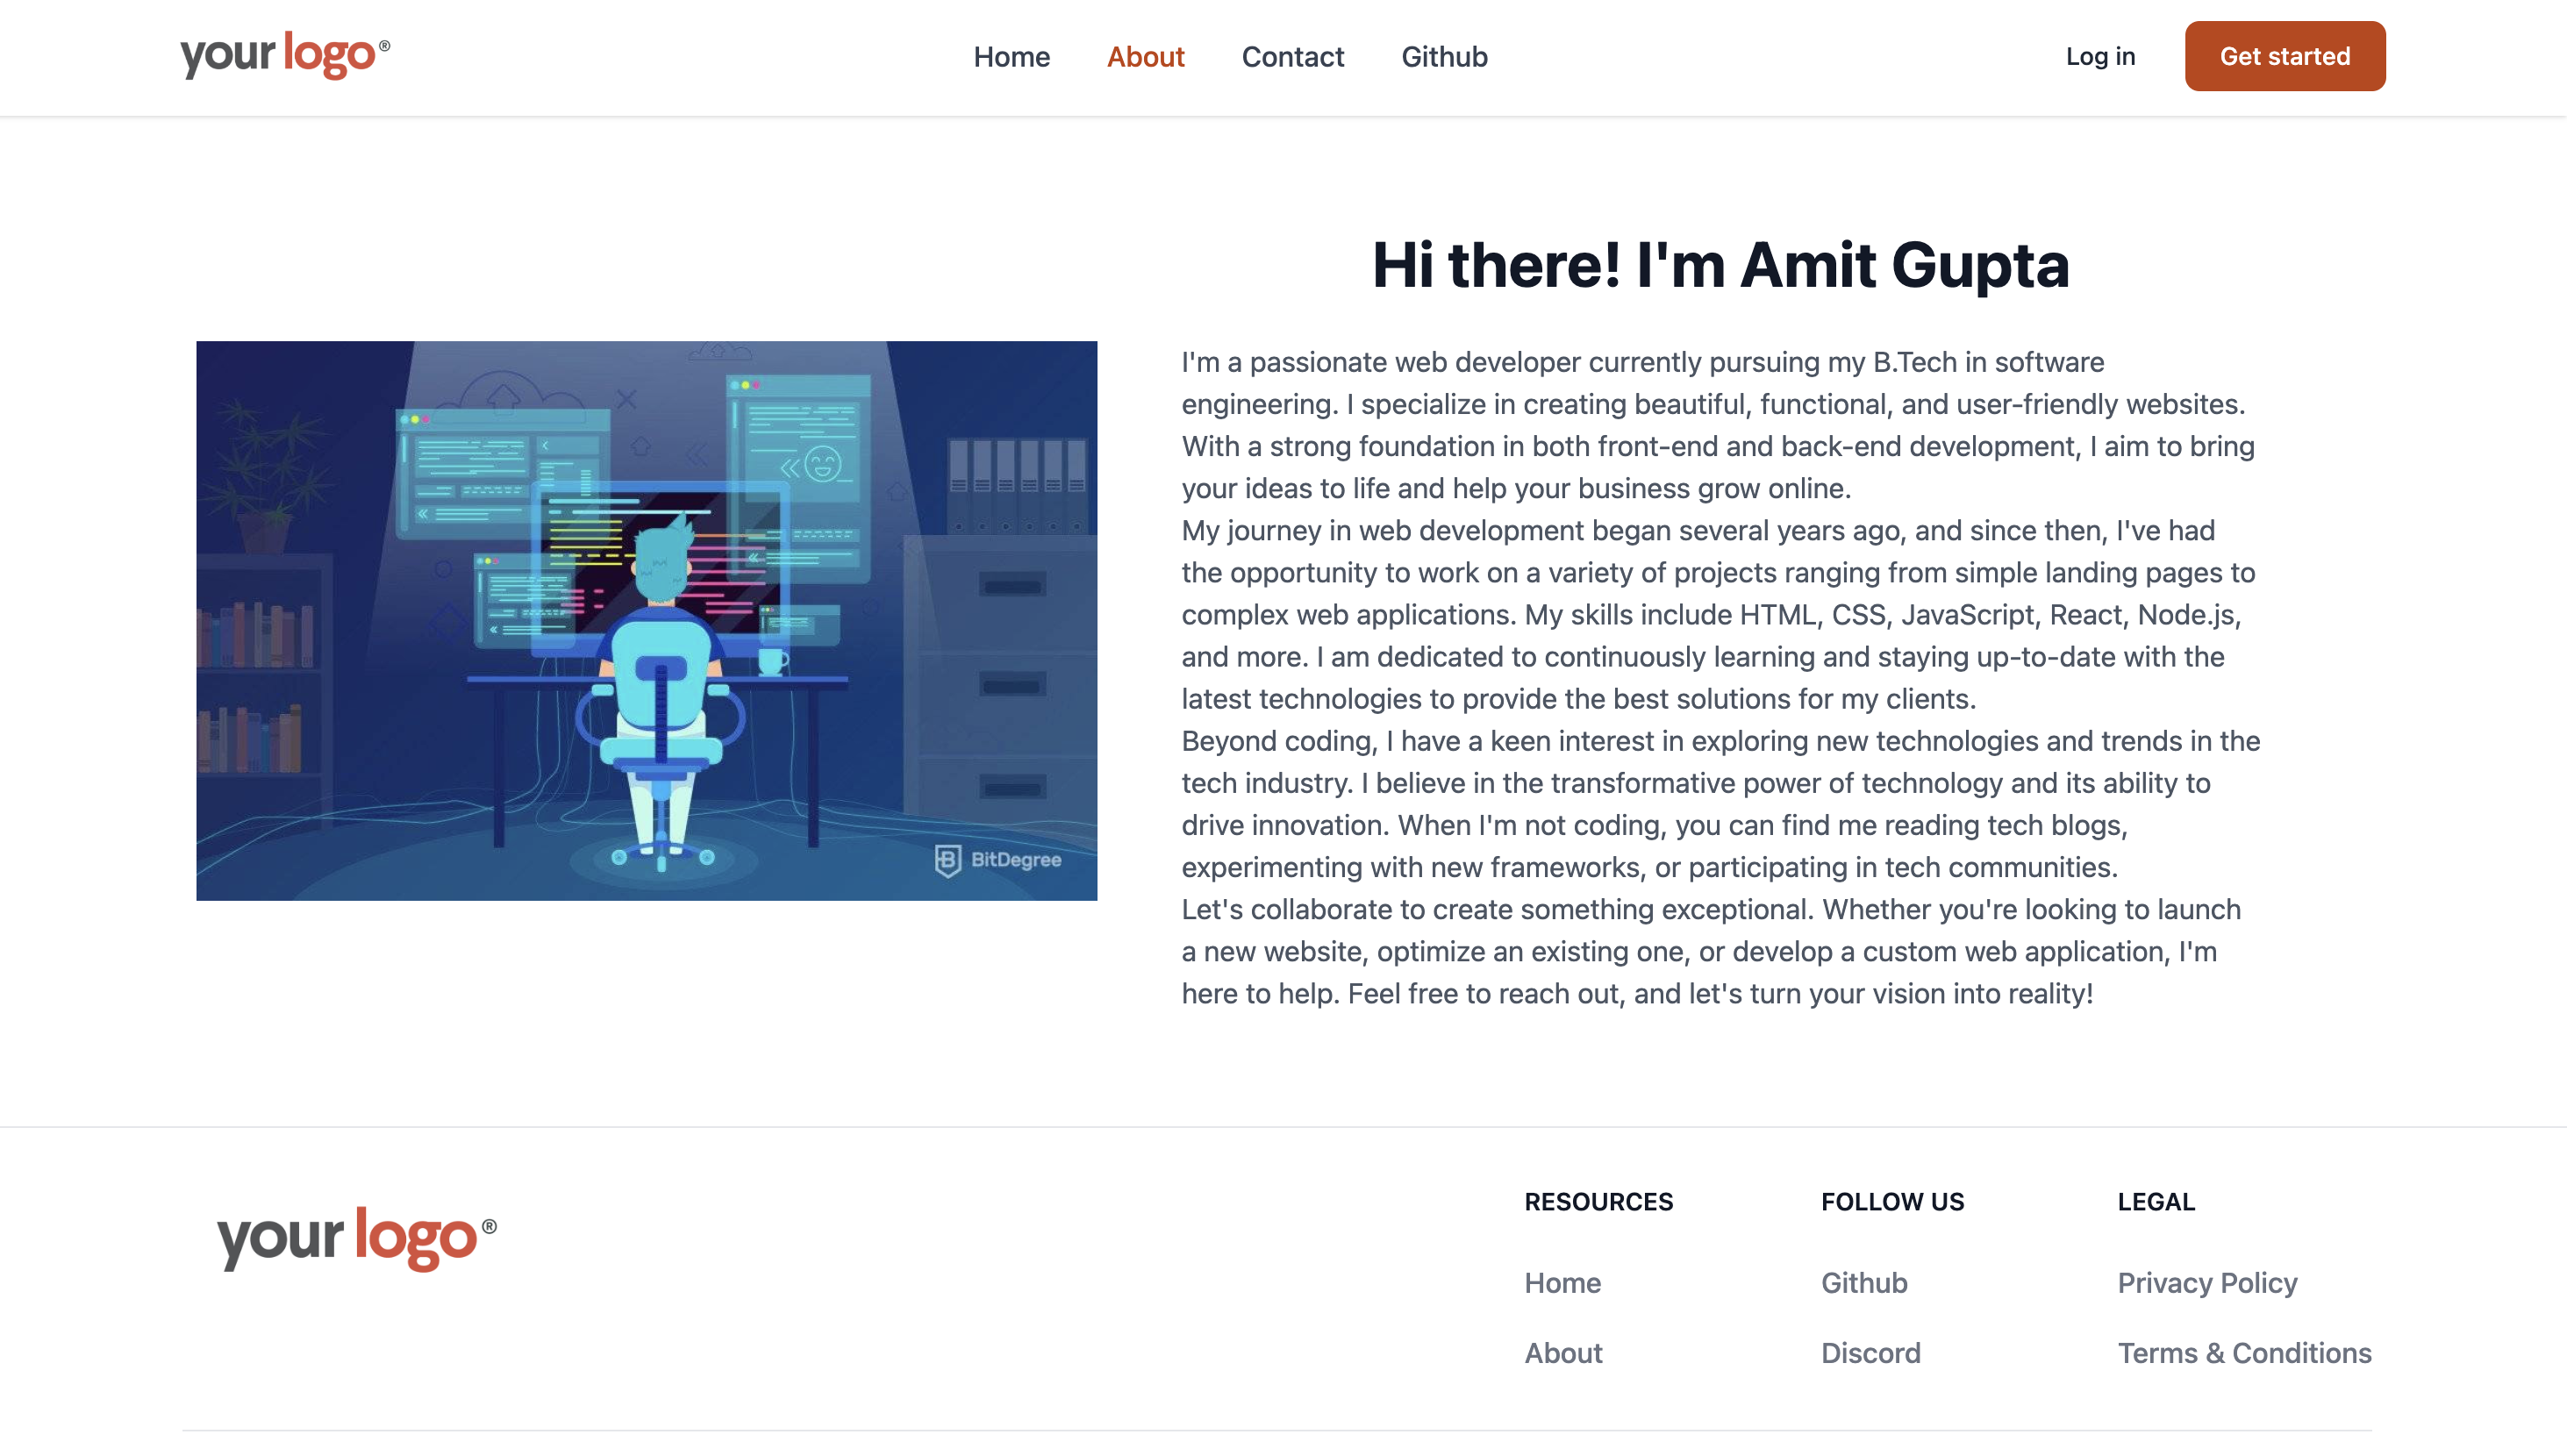 your logo®
Home About Contact Github
Log in
Get started
Hi there! I'm Amit Gupta
I'm a passionate web developer currently pursuing my B.Tech in software
engineering. I specialize in creating beautiful, functional, and user-friendly websites.
With a strong foundation in both front-end and back-end development, I aim to bring
your ideas to life and help your business grow online.
My journey in web development began several years ago, and since then, I've had
the opportunity to work on a variety of projects ranging from simple landing pages to
complex web applications. My skills include HTML, CSS, JavaScript, React, Node.js,
and more. I am dedicated to continuously learning and staying up-to-date with the
latest technologies to provide the best solutions for my clients.
Beyond coding, I have a keen interest in exploring new technologies and trends in the
tech industry. I believe in the transformative power of technology and its ability to
drive innovation. When I'm not coding, you can find me reading tech blogs,
experimenting with new frameworks, or participating in tech communities.
Let's collaborate to create something exceptional. Whether you're looking to launch
a new website, optimize an existing one, or develop a custom web application, I'm
here to help. Feel free to reach out, and let's turn your vision into reality!
BitDegree
your logo®
RESOURCES
Home
About
FOLLOW US
Github
Discord
LEGAL
Privacy Policy
Terms & Conditions